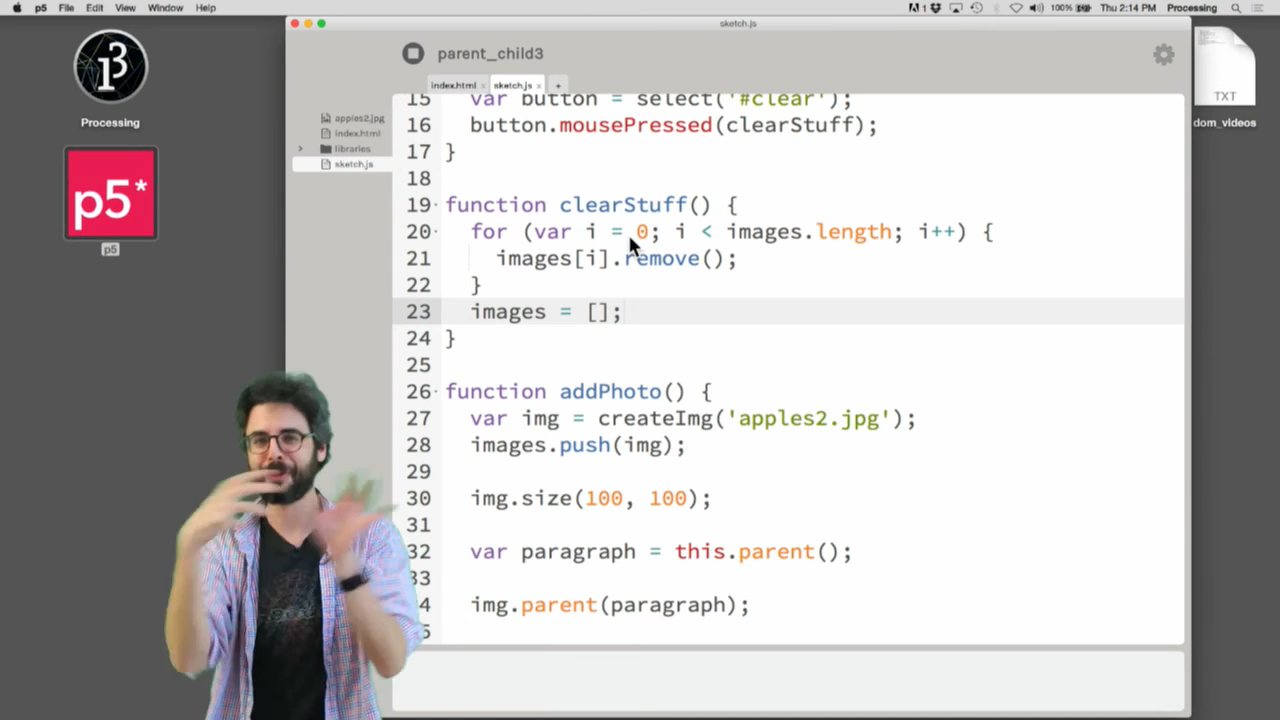 p5 File Edit View Window Help
1 100% Thu 2:14 PM Processing
sketch.js
parent_child3
index.html × sketch.js × +
apples2.jpg
index.html
libraries
sketch.js
Processing
p5*
p5
TXT
dom_videos
15 var button = select('#clear');
16 button.mousePressed(clearStuff);
17 }
18
19 function clearStuff() {
20 for (var i = 0; i < images.length; i++) {
21 images[i].remove();
22 }
23 images = [];
24 }
25
26 function addPhoto() {
27 var img = createImg('apples2.jpg');
28 images.push(img);
29
30 img.size(100, 100);
31
32 var paragraph = this.parent();
33
4 img.parent(paragraph);
5